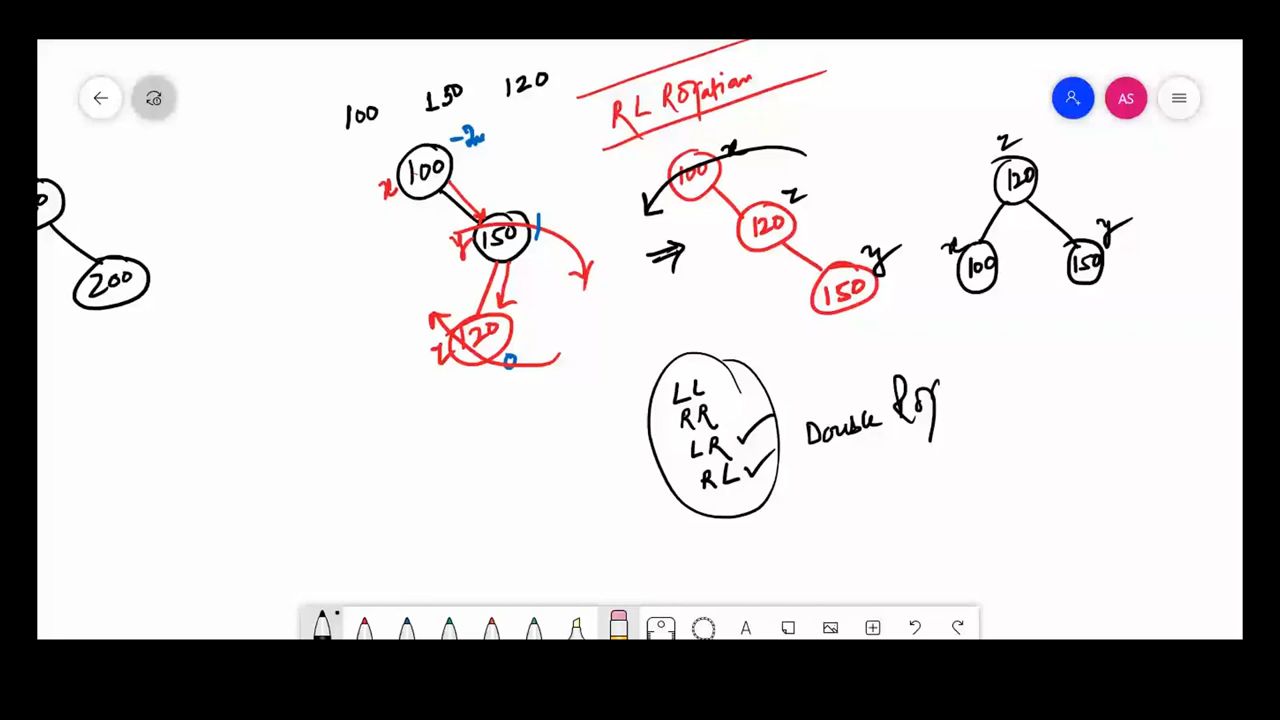 100 150 120
RL Rotation
100 -2
x
150 1
y
120 0
z
100 x
120 z
150 y
z
120
x
100
y
150
200
LL
RR
LR ✓
RL ✓
Double Rot
AS
A